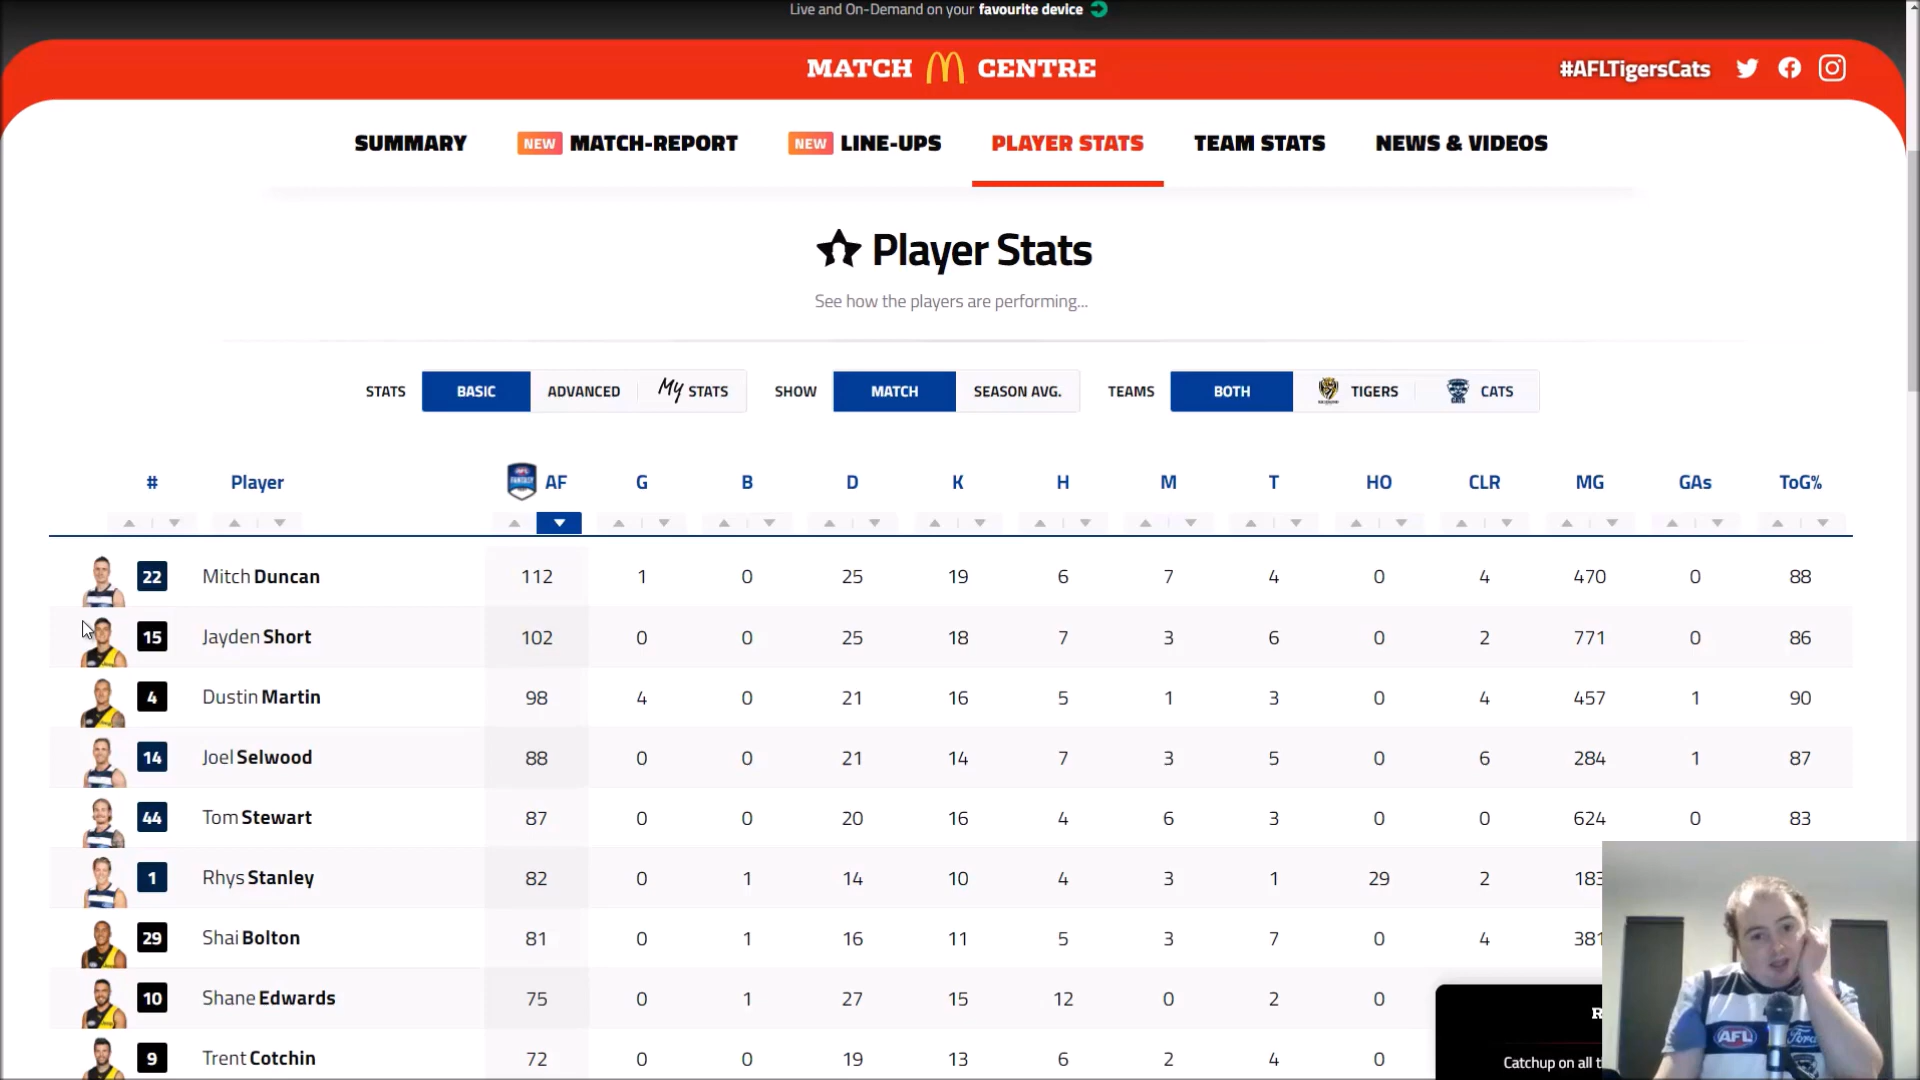 Live and On-Demand on your favourite device
MATCH CENTRE
#AFLTigersCats
SUMMARY NEW MATCH-REPORT NEW LINE-UPS PLAYER STATS TEAM STATS NEWS & VIDEOS
Player Stats
See how the players are performing...
STATS BASIC ADVANCED My STATS SHOW MATCH SEASON AVG. TEAMS BOTH TIGERS CATS
# Player AF G B D K H M T HO CLR MG GAs ToG%
22 Mitch Duncan 112 1 0 25 19 6 7 4 0 4 470 0 88
15 Jayden Short 102 0 0 25 18 7 3 6 0 2 771 0 86
4 Dustin Martin 98 4 0 21 16 5 1 3 0 4 457 1 90
14 Joel Selwood 88 0 0 21 14 7 3 5 0 6 284 1 87
44 Tom Stewart 87 0 0 20 16 4 6 3 0 0 624 0 83
1 Rhys Stanley 82 0 1 14 10 4 3 1 29 2 183
29 Shai Bolton 81 0 1 16 11 5 3 7 0 4 381
10 Shane Edwards 75 0 1 27 15 12 0 2 0
R
9 Trent Cotchin 72 0 0 19 13 6 2 4 0
Catchup on all t
AFL Ford